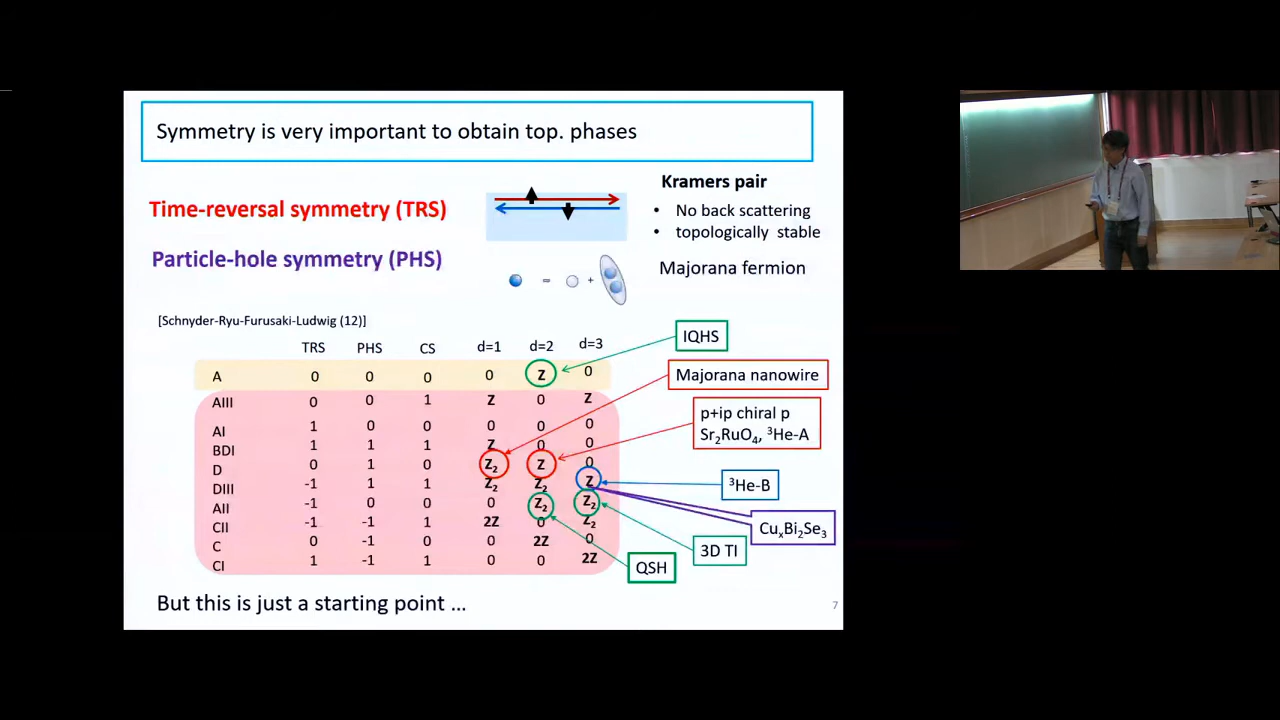 Symmetry is very important to obtain top. phases
Time-reversal symmetry (TRS)
Kramers pair
• No back scattering
• topologically stable
Particle-hole symmetry (PHS)
= +
Majorana fermion
[Schnyder-Ryu-Furusaki-Ludwig (12)]
TRS PHS CS d=1 d=2 d=3
A 0 0 0 0 Z 0
AIII 0 0 1 Z 0 Z
AI 1 0 0 0 0 0
BDI 1 1 1 Z 0 0
D 0 1 0 Z₂ Z 0
DIII -1 1 1 Z₂ Z₂ Z
AII -1 0 0 0 Z₂ Z₂
CII -1 -1 1 2Z 0 Z₂
C 0 -1 0 0 2Z 0
CI 1 -1 1 0 0 2Z
IQHS
Majorana nanowire
p+ip chiral p
Sr₂RuO₄, ³He-A
³He-B
CuₓBi₂Se₃
3D TI
QSH
But this is just a starting point ...
7